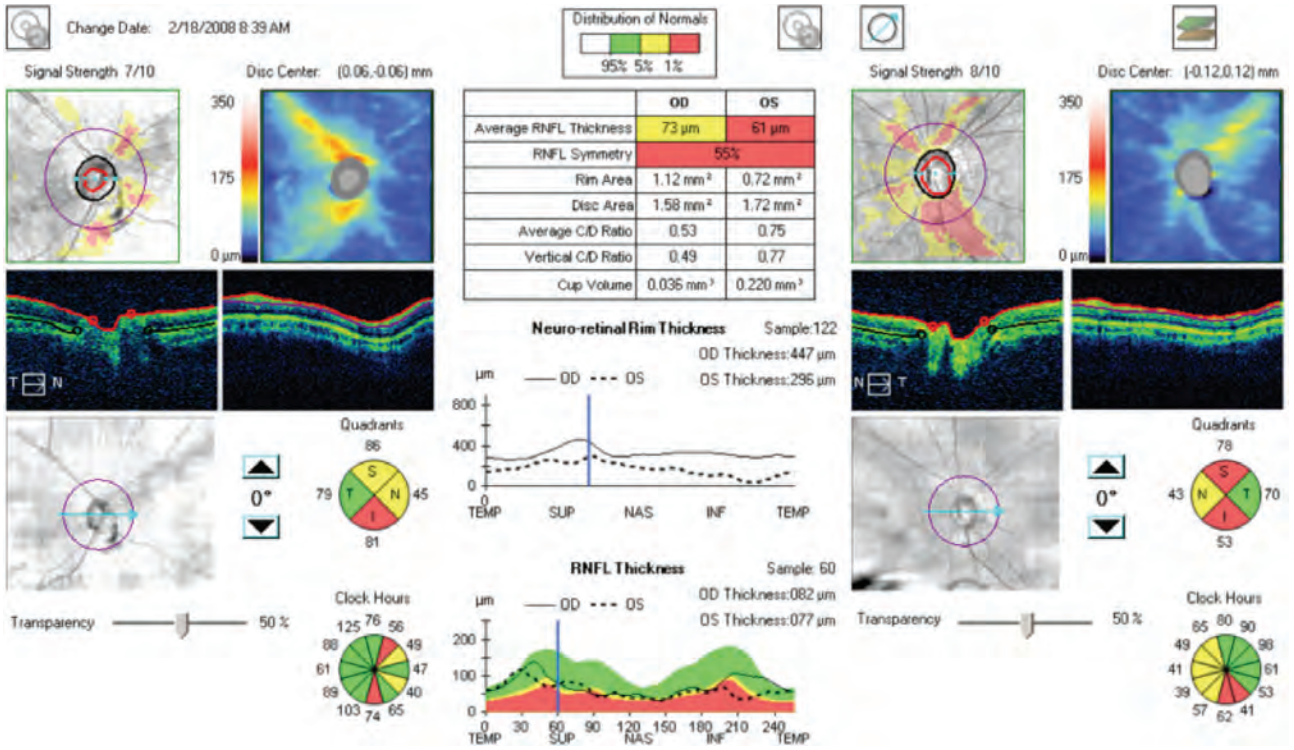 Change Date: 2/18/2008 8:39 AM
Distribution of Normals
95% 5% 1%
Signal Strength 7/10
Disc Center: (0.06,-0.06) mm
350
175
0 µm
T N
OD OS
Average RNFL Thickness 73 µm 61 µm
RNFL Symmetry 55%
Rim Area 1.12 mm² 0.72 mm²
Disc Area 1.58 mm² 1.72 mm²
Average C/D Ratio 0.53 0.75
Vertical C/D Ratio 0.49 0.77
Cup Volume 0.036 mm³ 0.220 mm³
Signal Strength 8/10
Disc Center: (-0.12,0.12) mm
350
175
0 µm
N T
Neuro-retinal Rim Thickness Sample:122
OD Thickness:447 µm
OS Thickness:296 µm
µm
OD OS
800
400
0
0
TEMP SUP NAS INF TEMP
Quadrants
86
79 T S N 45
I
81
0°
Transparency 50 %
Clock Hours
76
125 56
88 49
61 47
89 40
103 65
74
RNFL Thickness Sample: 60
OD Thickness:082 µm
OS Thickness:077 µm
µm
OD OS
200
100
0
0 30 60 90 120 150 180 210 240
TEMP SUP NAS INF TEMP
Quadrants
78
43 N S T 70
I
53
0°
Transparency 50 %
Clock Hours
80
65 90
49 98
41 61
39 53
57 41
62